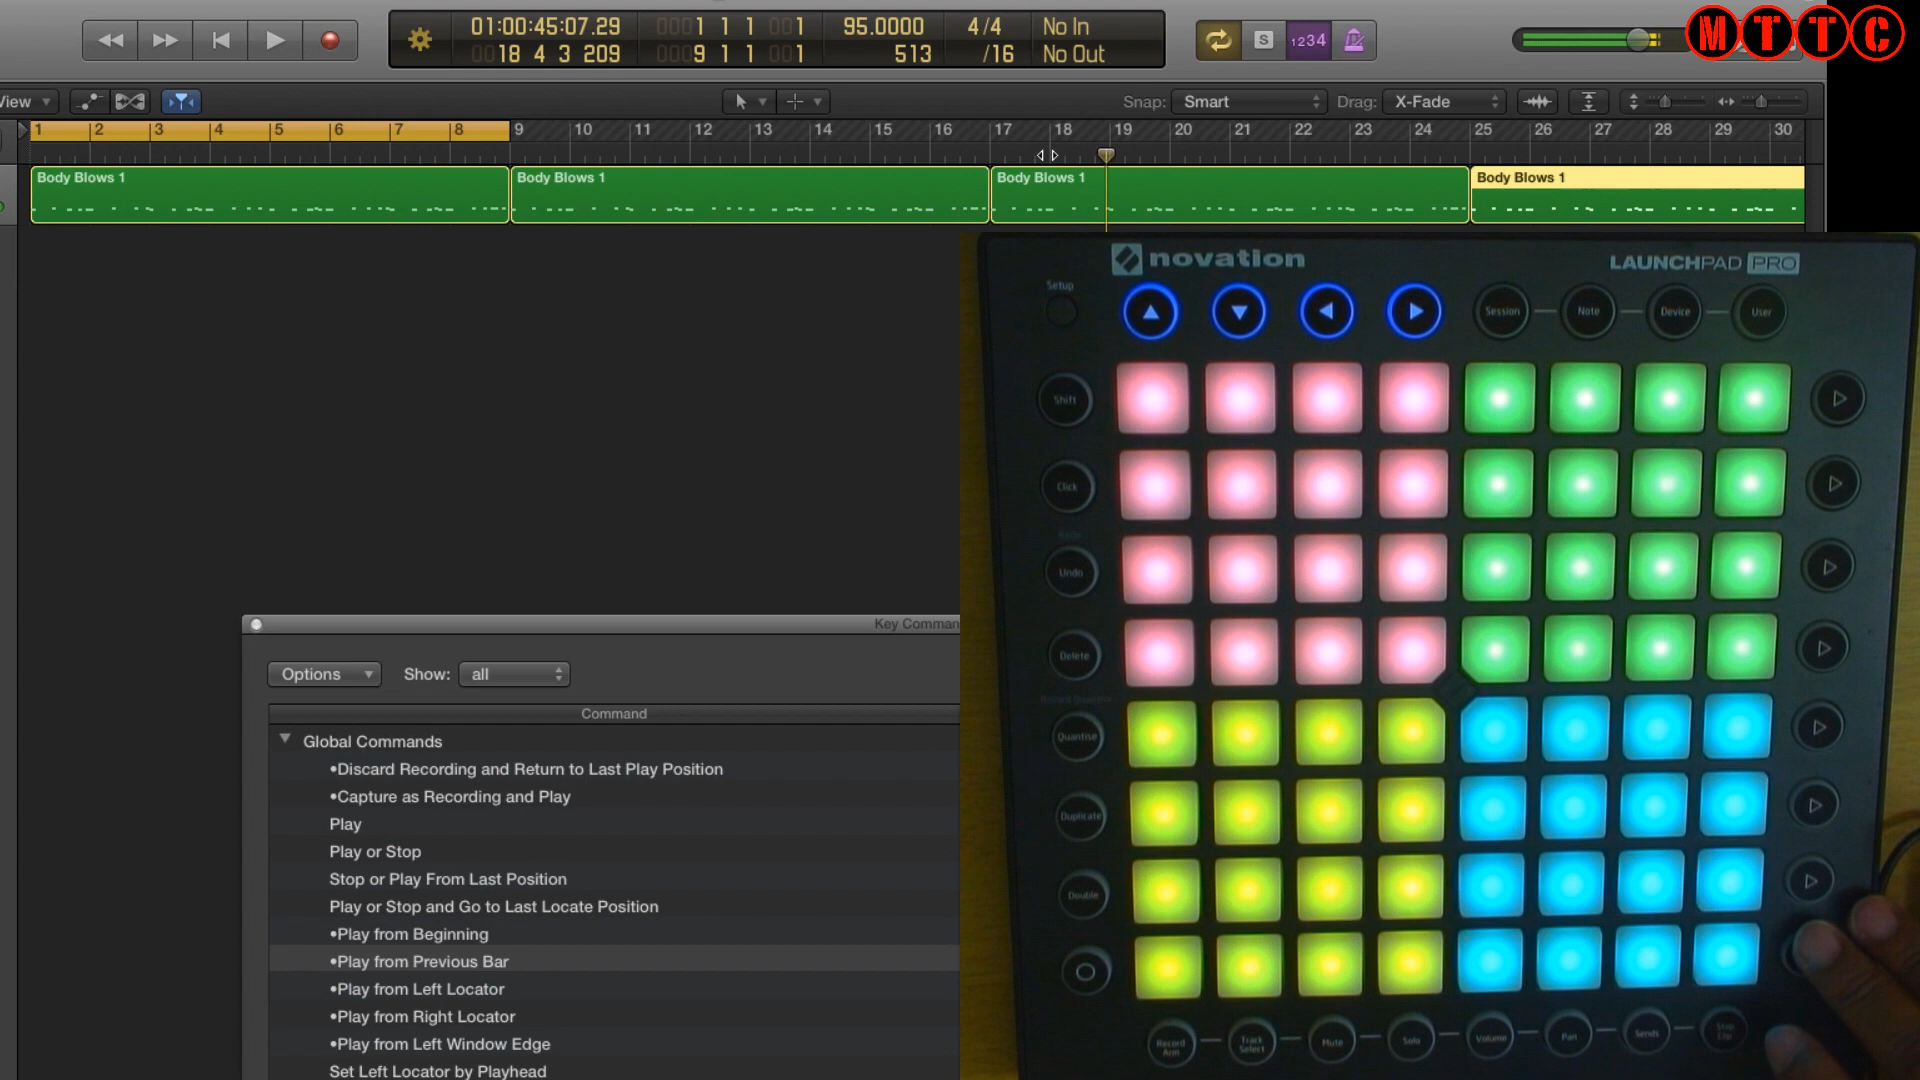 01:00:45:07.29
18 4 3 209
0001 1 1 001
0009 1 1 001
95.0000
513
4/4
/16
No In
No Out
S
1234
MTTC
View
Snap: Smart
Drag: X-Fade
1 2 3 4 5 6 7 8 9 10 11 12 13 14 15 16 17 18 19 20 21 22 23 24 25 26 27 28 29 30
Body Blows 1
Body Blows 1
Body Blows 1
Body Blows 1
novation
LAUNCHPAD PRO
Setup
Session
Note
Device
User
Shift
Click
Undo
Delete
Quantise
Duplicate
Double
Record Arm
Track Select
Mute
Solo
Volume
Pan
Sends
Stop Clip
Key Comman
Options
Show: all
Command
Global Commands
•Discard Recording and Return to Last Play Position
•Capture as Recording and Play
Play
Play or Stop
Stop or Play From Last Position
Play or Stop and Go to Last Locate Position
•Play from Beginning
•Play from Previous Bar
•Play from Left Locator
•Play from Right Locator
•Play from Left Window Edge
Set Left Locator by Playhead